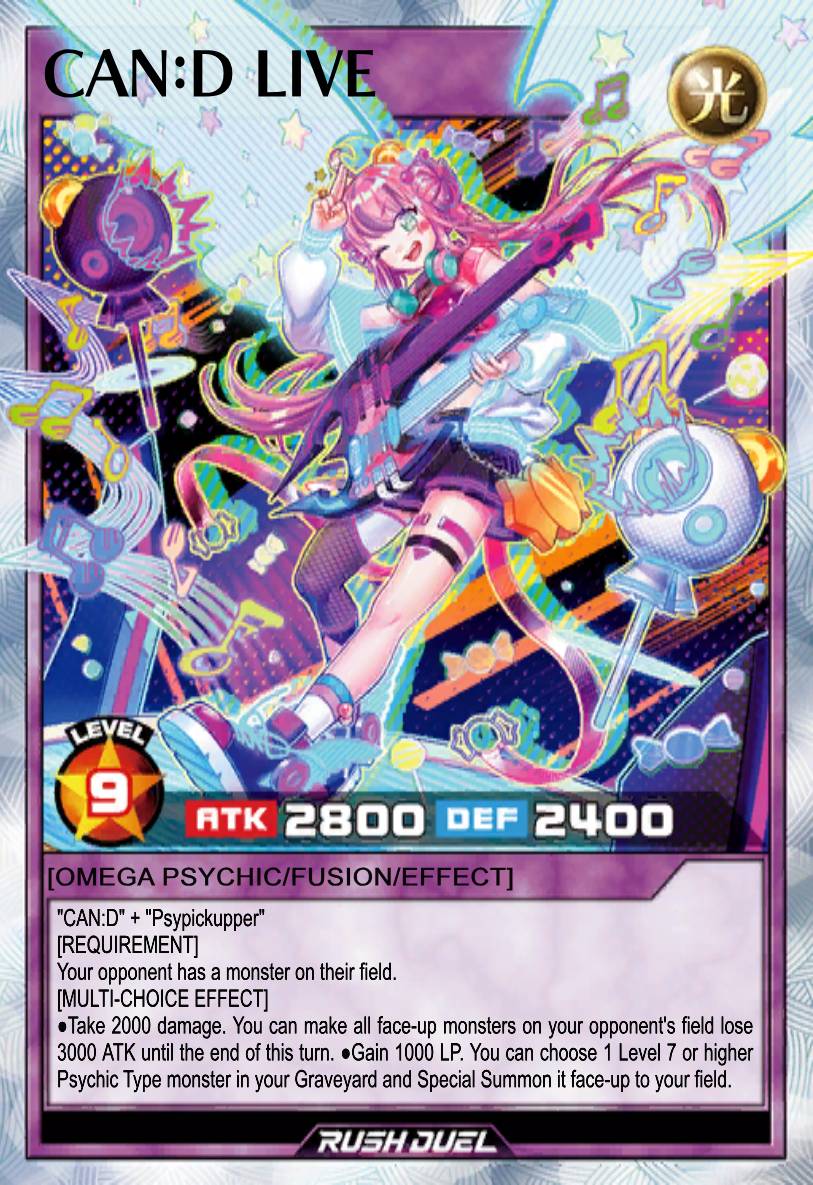 CAN:D LIVE
光
LEVEL
9
ATK 2800 DEF 2400
[OMEGA PSYCHIC/FUSION/EFFECT]
"CAN:D" + "Psypickupper"
[REQUIREMENT]
Your opponent has a monster on their field.
[MULTI-CHOICE EFFECT]
●Take 2000 damage. You can make all face-up monsters on your opponent's field lose
3000 ATK until the end of this turn. ●Gain 1000 LP. You can choose 1 Level 7 or higher
Psychic Type monster in your Graveyard and Special Summon it face-up to your field.
RUSH DUEL